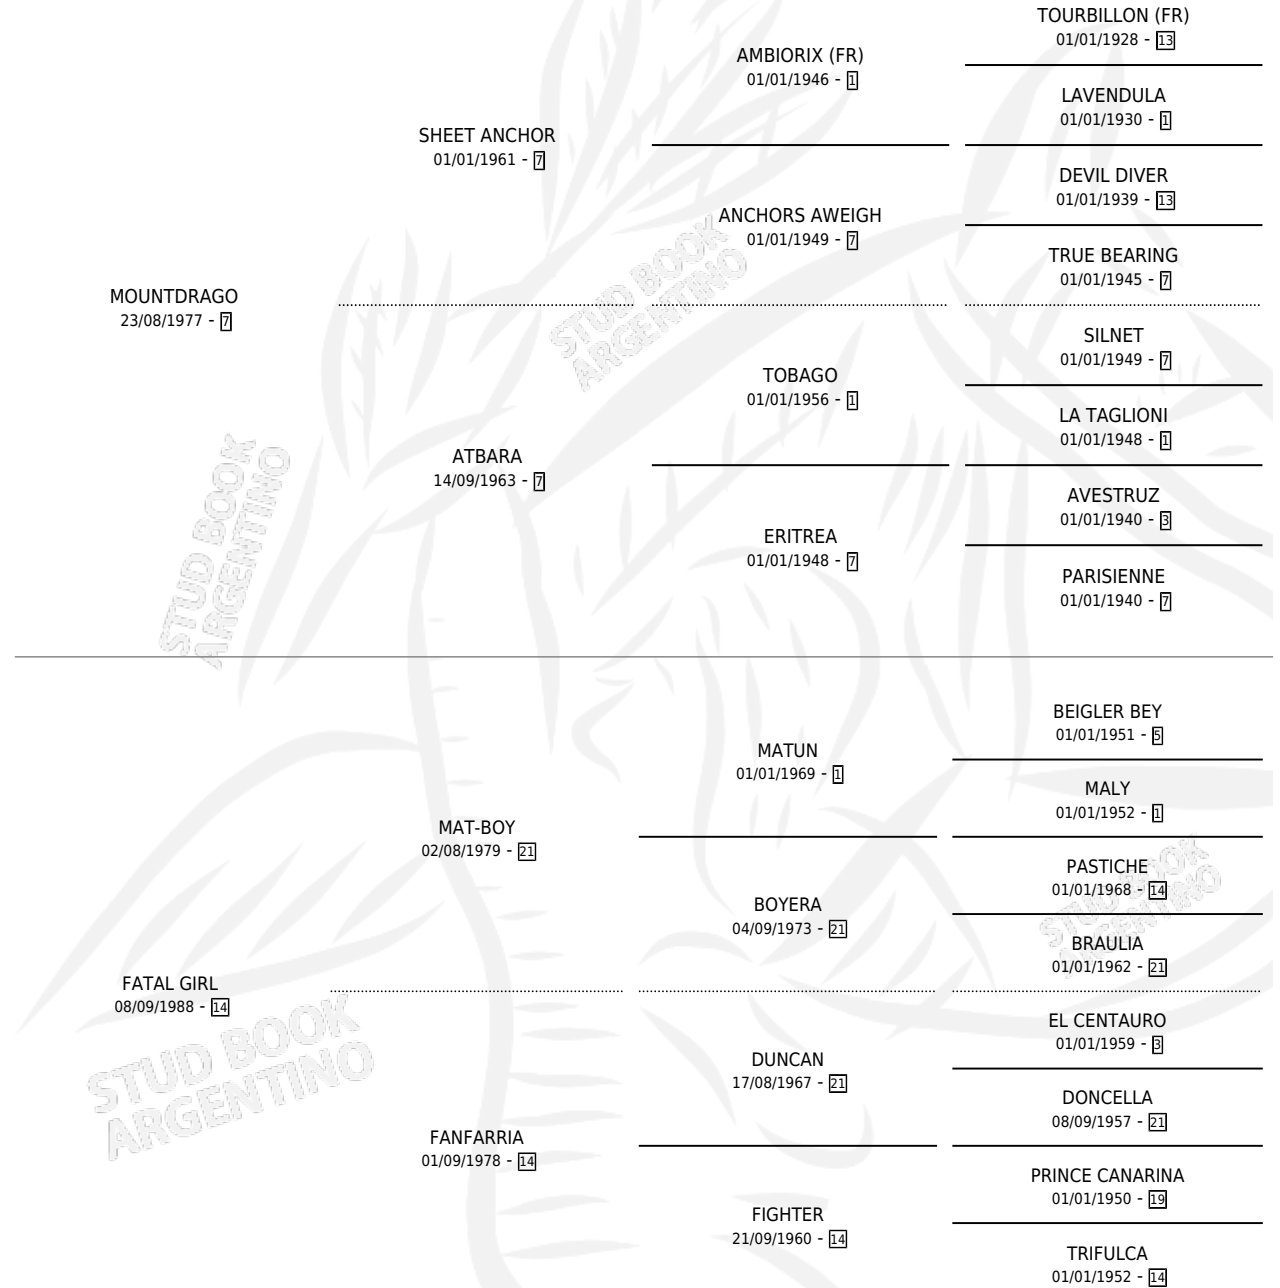 TOURBILLON (FR)
01/01/1928 - 13
AMBIORIX (FR)
01/01/1946 - 1
LAVENDULA
01/01/1930 - 1
SHEET ANCHOR
01/01/1961 - 7
DEVIL DIVER
01/01/1939 - 13
ANCHORS AWEIGH
01/01/1949 - 7
TRUE BEARING
01/01/1945 - 7
MOUNTDRAGO
23/08/1977 - 7
SILNET
01/01/1949 - 7
TOBAGO
01/01/1956 - 1
LA TAGLIONI
01/01/1948 - 1
ATBARA
14/09/1963 - 7
AVESTRUZ
01/01/1940 - 3
ERITREA
01/01/1948 - 7
PARISIENNE
01/01/1940 - 7
BEIGLER BEY
01/01/1951 - 5
MATUN
01/01/1969 - 1
MALY
01/01/1952 - 1
MAT-BOY
02/08/1979 - 21
PASTICHE
01/01/1968 - 14
BOYERA
04/09/1973 - 21
BRAULIA
01/01/1962 - 21
FATAL GIRL
08/09/1988 - 14
EL CENTAURO
01/01/1959 - 3
DUNCAN
17/08/1967 - 21
DONCELLA
08/09/1957 - 21
FANFARRIA
01/09/1978 - 14
PRINCE CANARINA
01/01/1950 - 19
FIGHTER
21/09/1960 - 14
TRIFULCA
01/01/1952 - 14
STUD BOOK
ARGENTINO
STUD BOOK
ARGENTINO
STUD BOOK
ARGENTINO
STUD BOOK
ARGENTINO